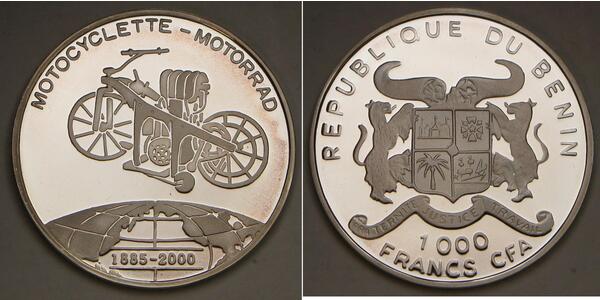 MOTOCYCLETTE - MOTORRAD
1885-2000
REPUBLIQUE DU BENIN
FRATERNITE JUSTICE TRAVAIL
1000
FRANCS CFA